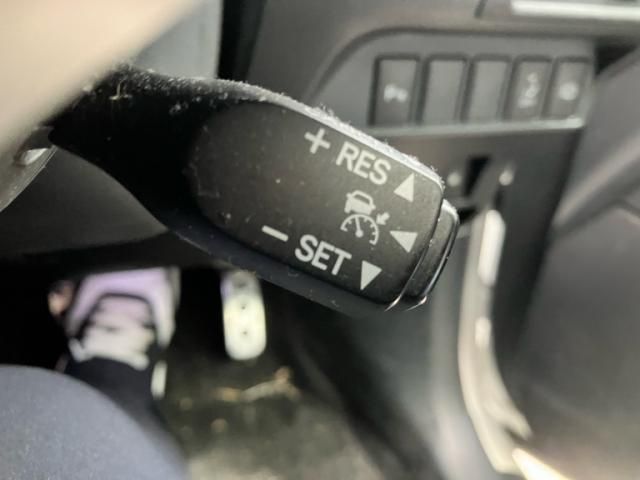 + RES
- SET